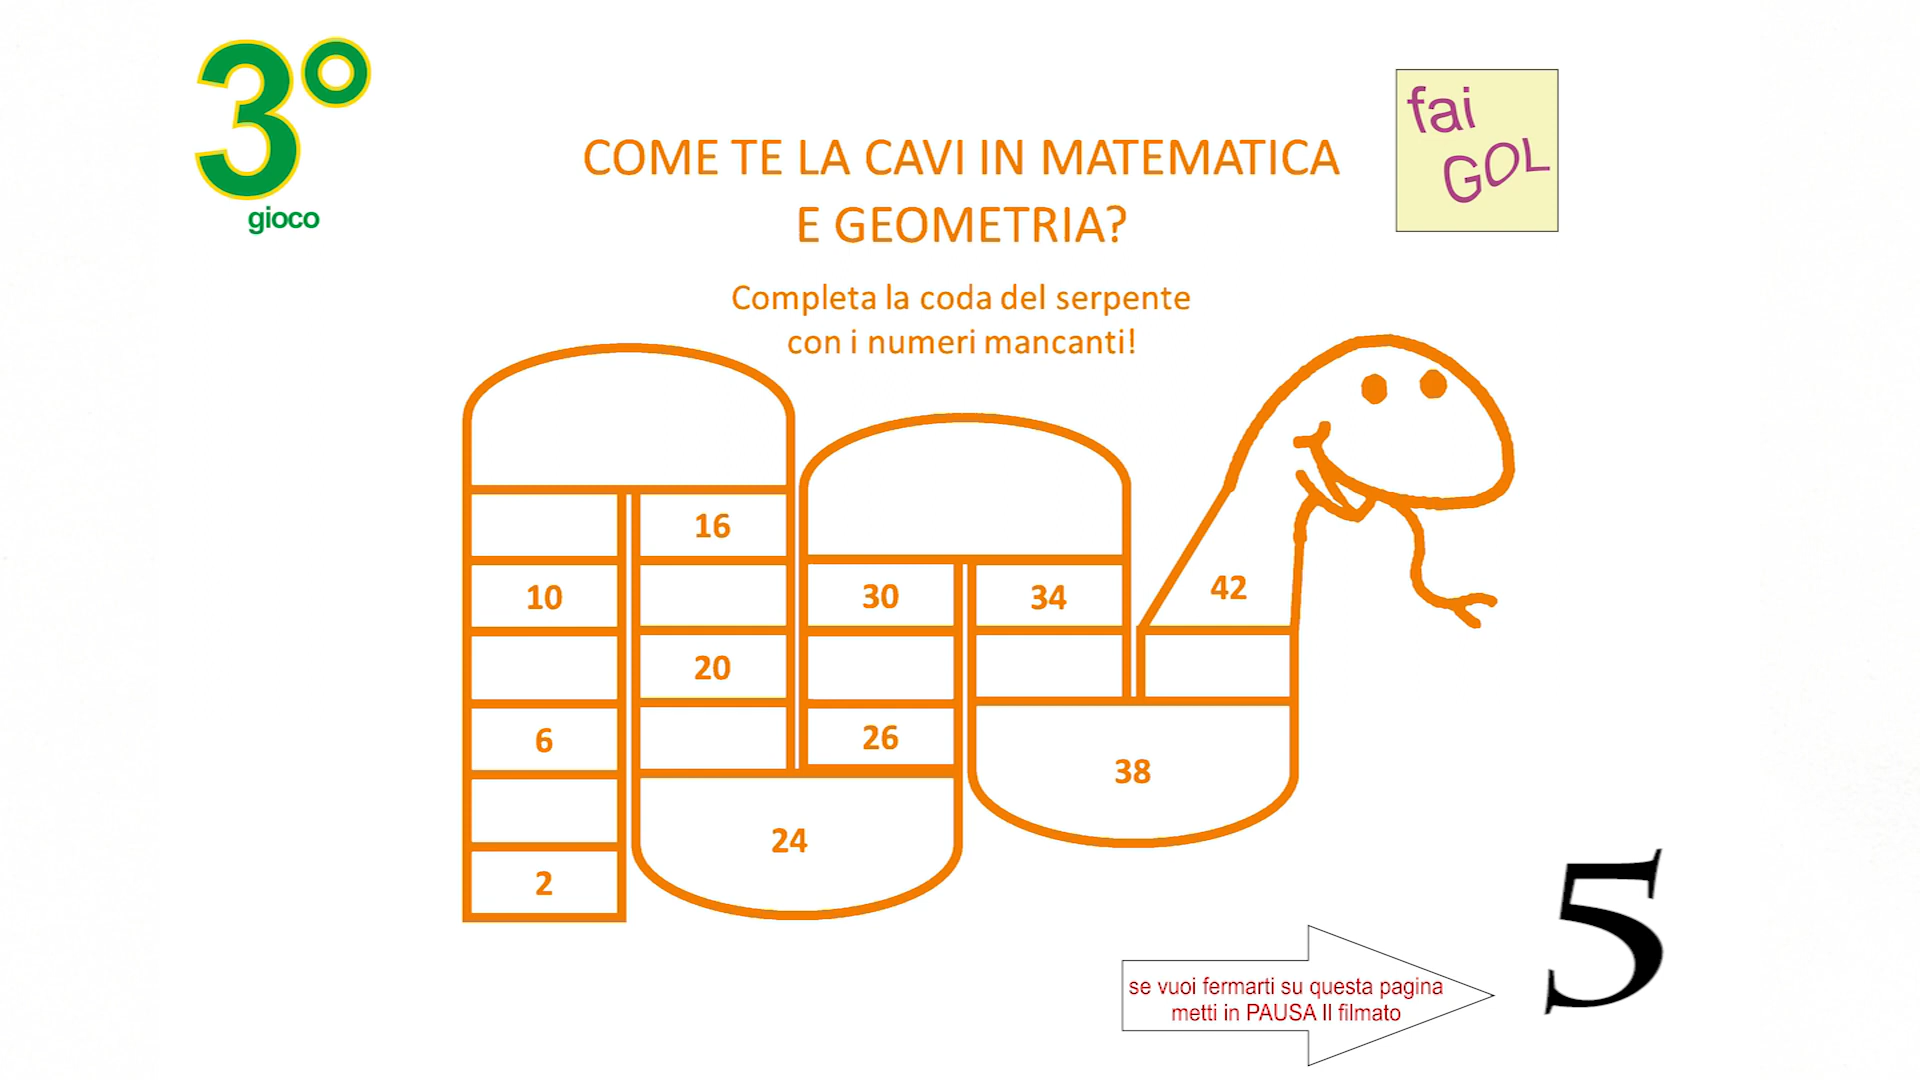 3°
gioco
fai
GOL
COME TE LA CAVI IN MATEMATICA
E GEOMETRIA?
Completa la coda del serpente
con i numeri mancanti!
16
10
30
34
42
20
6
26
38
24
2
5
se vuoi fermarti su questa pagina
metti in PAUSA Il filmato